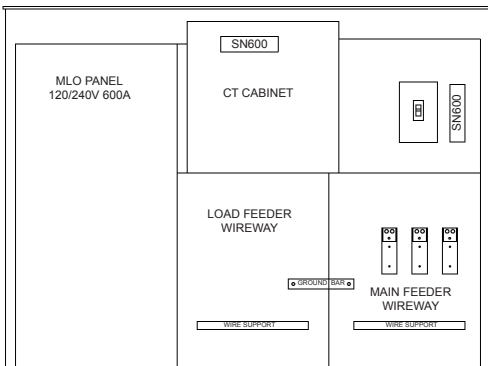 SN600
MLO PANEL
120/240V 600A
CT CABINET
SN600
LOAD FEEDER
WIREWAY
GROUND BAR
MAIN FEEDER
WIREWAY
WIRE SUPPORT
WIRE SUPPORT